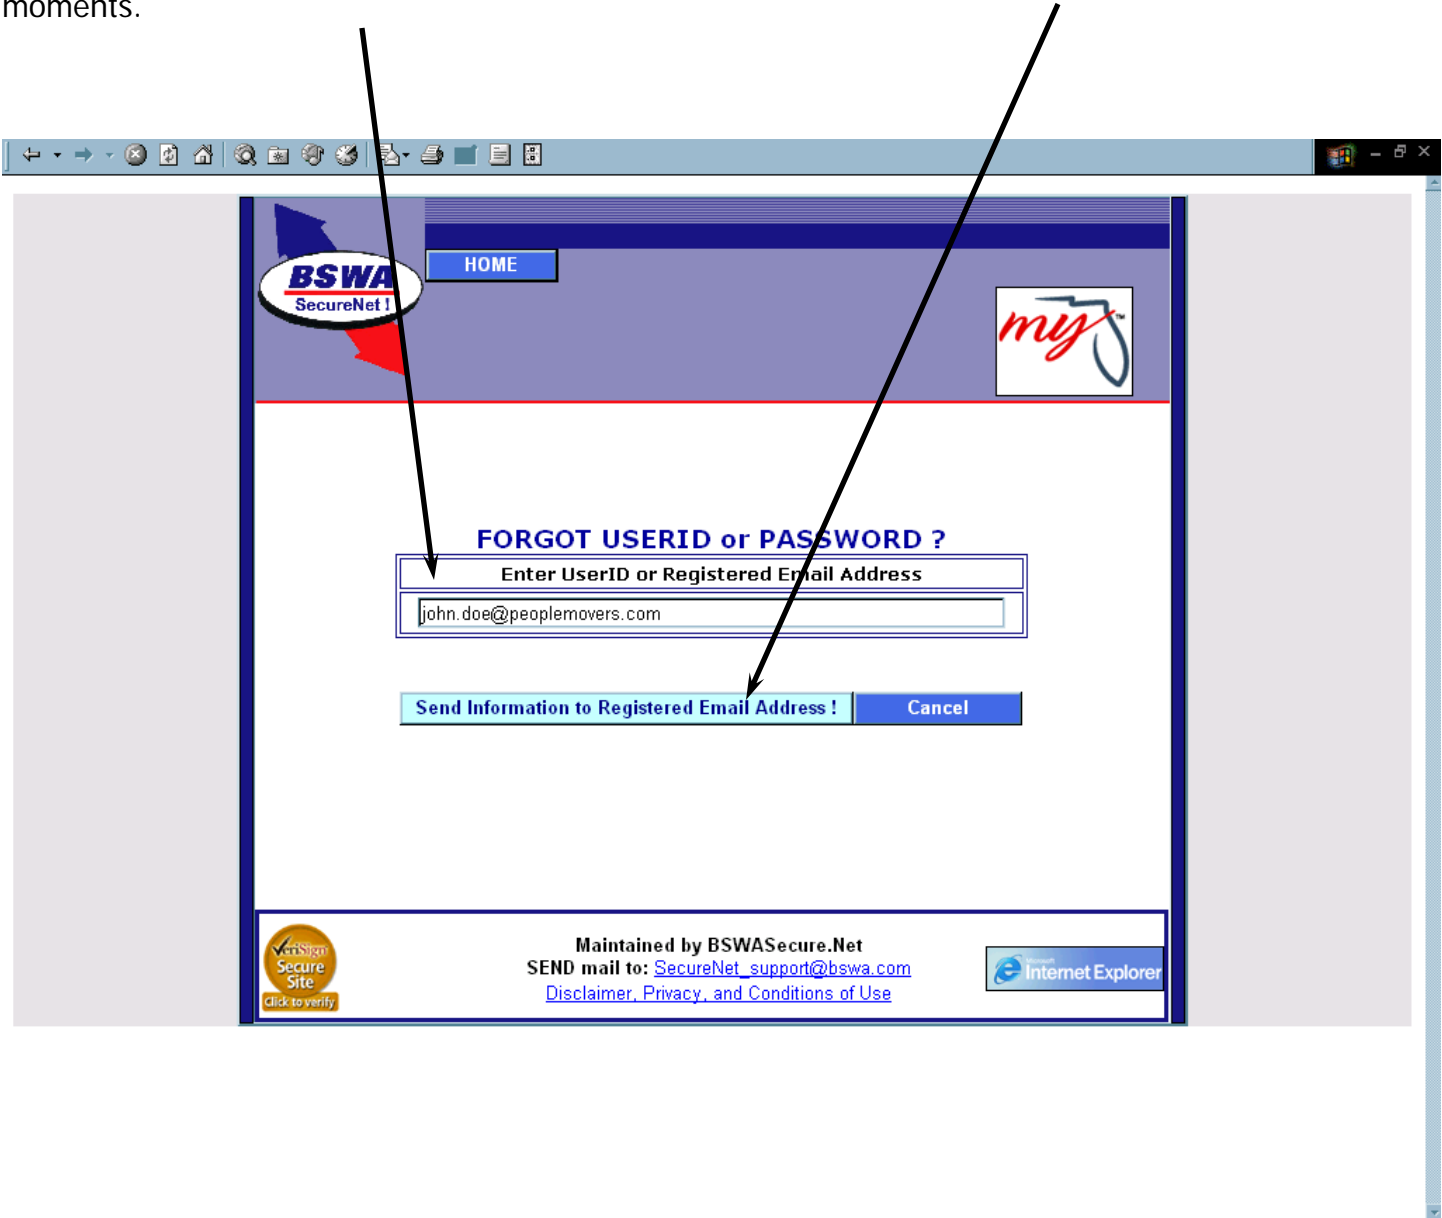 moments.
BSWA
SecureNet !
HOME
my™
FORGOT USERID or PASSWORD ?
Enter UserID or Registered Email Address
john.doe@peoplemovers.com
Send Information to Registered Email Address !
Cancel
VeriSign
Secure
Site
Click to verify
Maintained by BSWASecure.Net
SEND mail to: SecureNet_support@bswa.com
Disclaimer, Privacy, and Conditions of Use
Microsoft
Internet Explorer